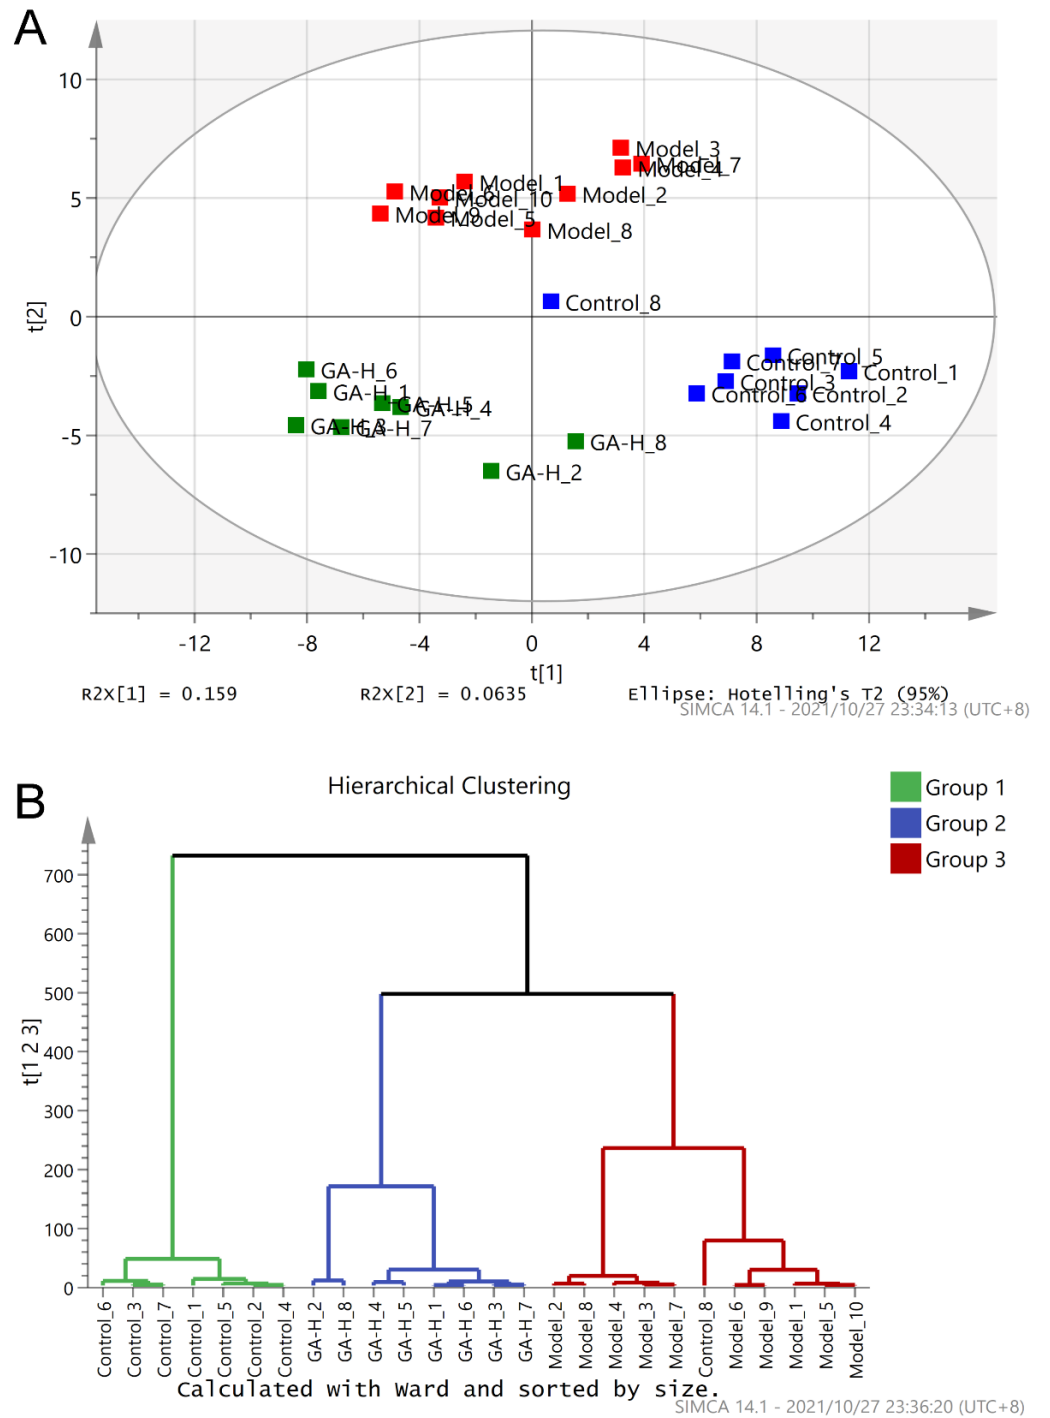 A
10
5
0
-5
-10
t[2]
Model_3
Model_7
Model_4
Model_1
Model_6
Model_10
Model_2
Model_9
Model_5
Model_8
Control_8
Control_5
Control_7
Control_1
Control_3
Control_6
Control_2
Control_4
GA-H_6
GA-H_1
GA-H_5
GA-H_4
GA-H_3
GA-H_7
GA-H_8
GA-H_2
-12 -8 -4 0 4 8 12
t[1]
R2X[1] = 0.159 R2X[2] = 0.0635 Ellipse: Hotelling's T2 (95%)
SIMCA 14.1 - 2021/10/27 23:34:13 (UTC+8)
B
Hierarchical Clustering
Group 1
Group 2
Group 3
700
600
500
400
300
200
100
0
t[1 2 3]
Control_6
Control_3
Control_7
Control_1
Control_5
Control_2
Control_4
GA-H_2
GA-H_8
GA-H_4
GA-H_5
GA-H_1
GA-H_6
GA-H_3
GA-H_7
Model_2
Model_8
Model_4
Model_3
Model_7
Control_8
Model_6
Model_9
Model_1
Model_5
Model_10
Calculated with Ward and sorted by size.
SIMCA 14.1 - 2021/10/27 23:36:20 (UTC+8)